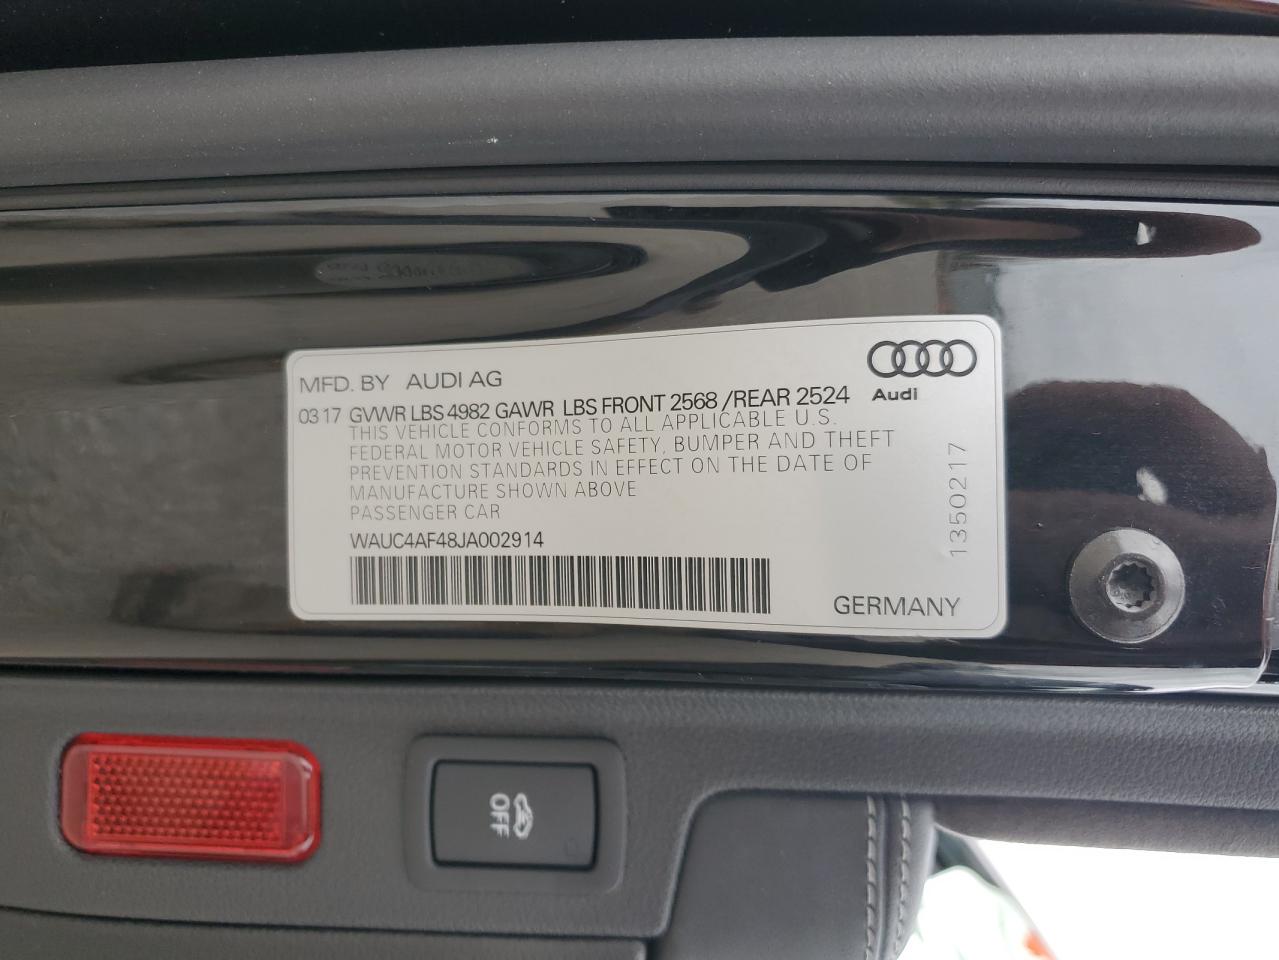 MFD. BY AUDI AG
Audi
03 17 GVWR LBS 4982 GAWR LBS FRONT 2568 /REAR 2524
THIS VEHICLE CONFORMS TO ALL APPLICABLE U.S.
FEDERAL MOTOR VEHICLE SAFETY, BUMPER AND THEFT
PREVENTION STANDARDS IN EFFECT ON THE DATE OF
MANUFACTURE SHOWN ABOVE
PASSENGER CAR
WAUC4AF48JA002914
1350217
GERMANY
OFF